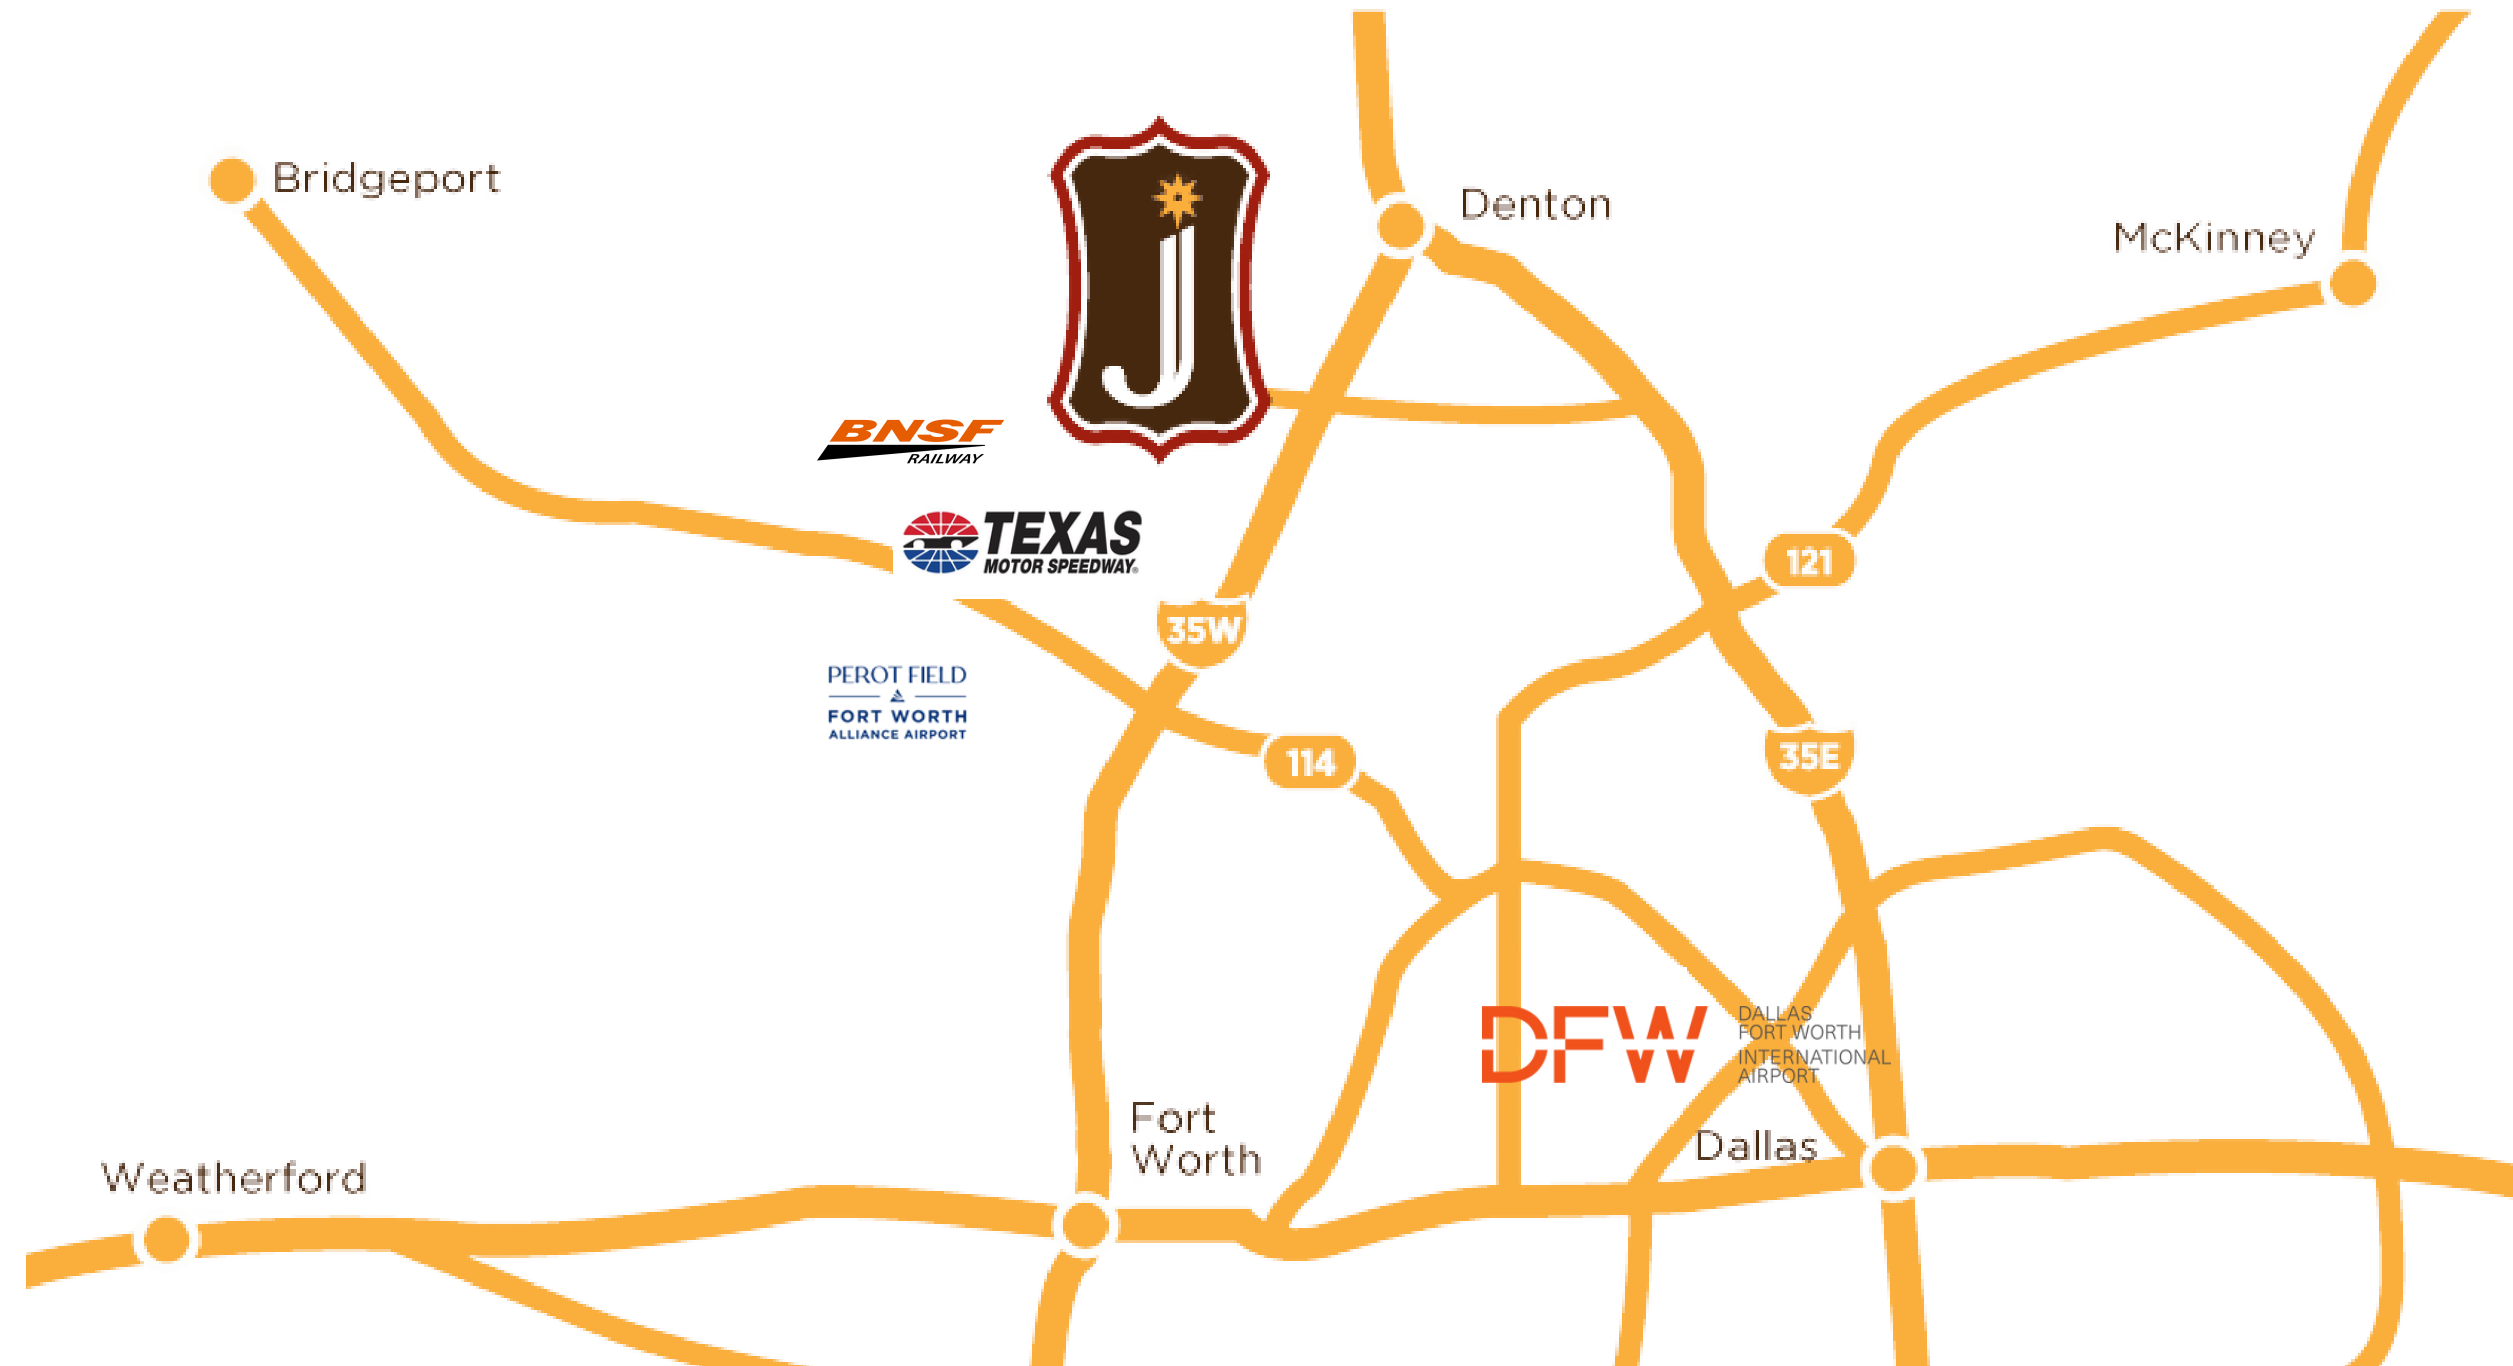 Bridgeport
Denton
McKinney
J
BNSF
RAILWAY
TEXAS
MOTOR SPEEDWAY®
121
35W
PEROT FIELD
FORT WORTH
ALLIANCE AIRPORT
114
35E
DFW
DALLAS
FORT WORTH
INTERNATIONAL
AIRPORT
Fort
Worth
Dallas
Weatherford